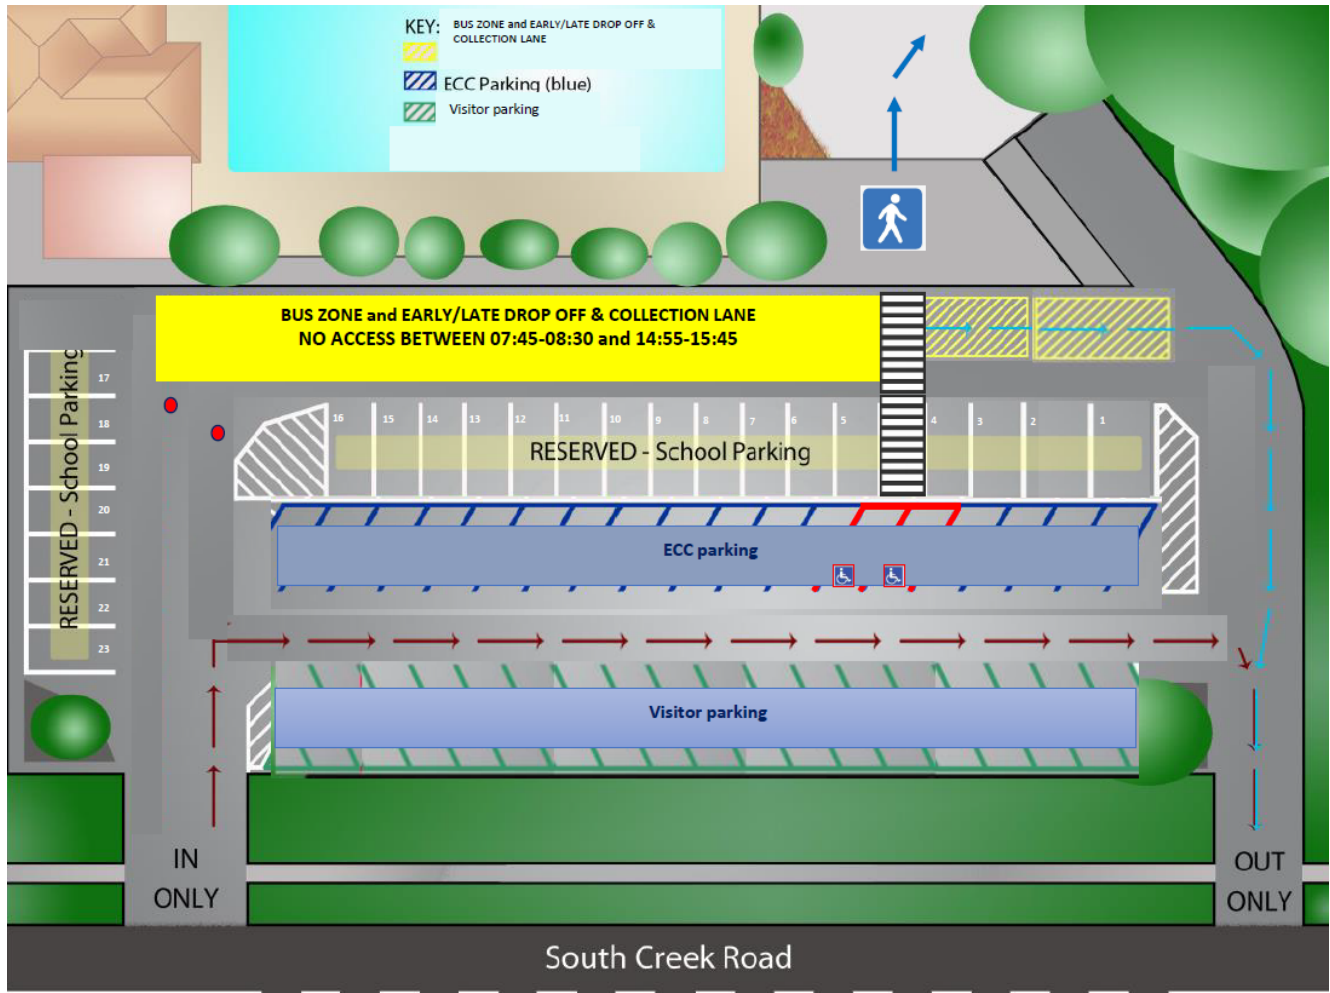 KEY:
BUS ZONE and EARLY/LATE DROP OFF &
COLLECTION LANE
ECC Parking (blue)
Visitor parking
BUS ZONE and EARLY/LATE DROP OFF & COLLECTION LANE
NO ACCESS BETWEEN 07:45-08:30 and 14:55-15:45
RESERVED - School Parking
17
18
19
20
21
22
23
16 15 14 13 12 11 10 9 8 7 6 5 4 3 2 1
RESERVED - School Parking
ECC parking
Visitor parking
IN
ONLY
OUT
ONLY
South Creek Road